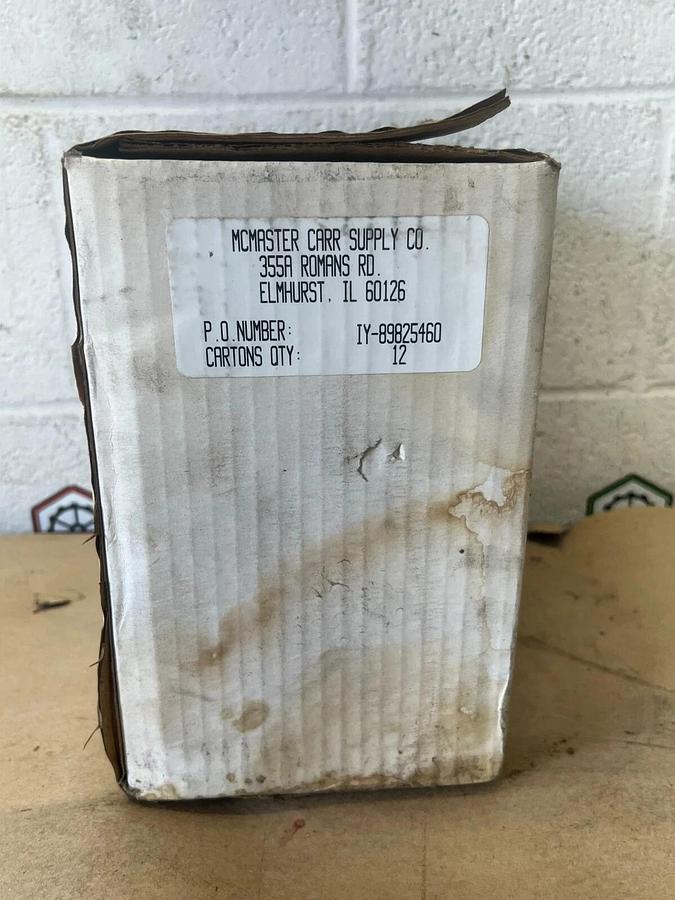 MCMASTER CARR SUPPLY CO.
355A ROMANS RD.
ELMHURST, IL 60126
P.O.NUMBER: IY-89825460
CARTONS QTY: 12